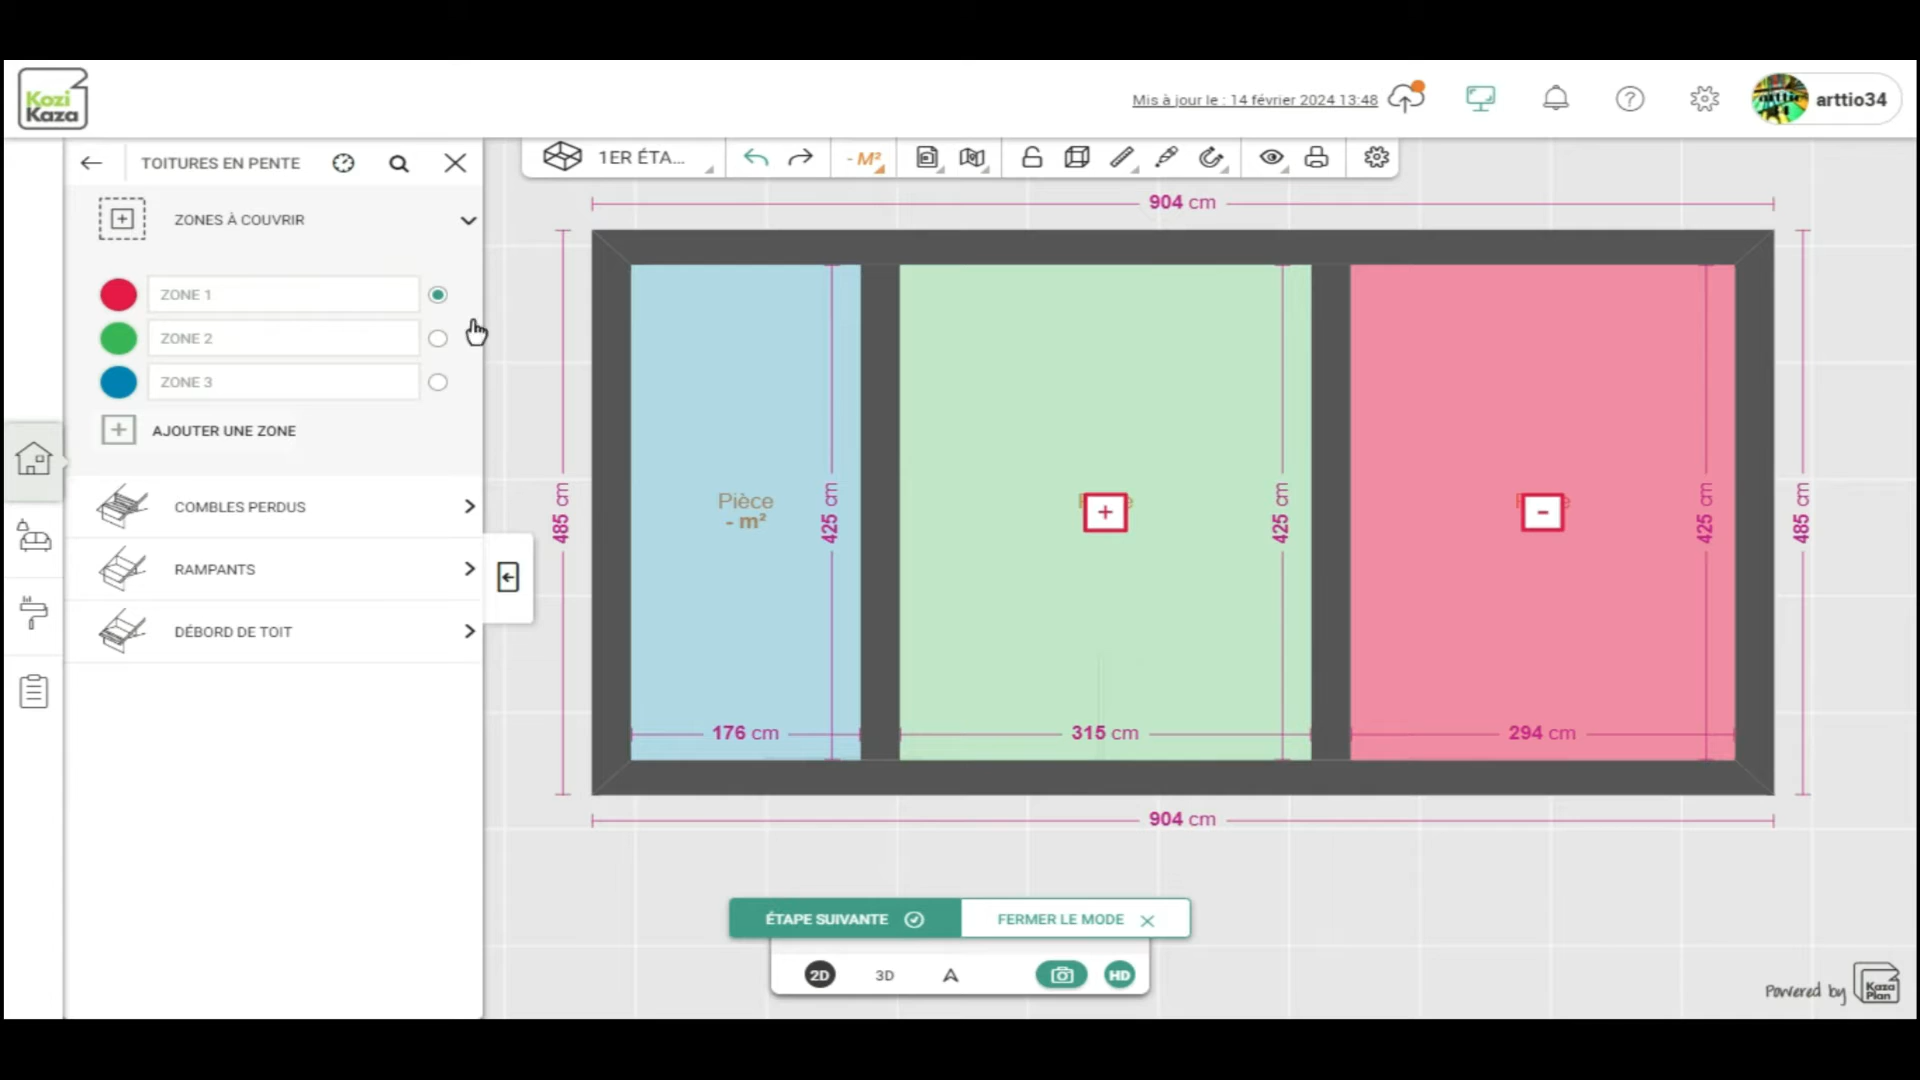 Kozi
Kaza
Mis à jour le : 14 février 2024 13:48
arttio34
TOITURES EN PENTE
1ER ÉTA...
- M²
ZONES À COUVRIR
ZONE 1
ZONE 2
ZONE 3
AJOUTER UNE ZONE
COMBLES PERDUS
RAMPANTS
DÉBORD DE TOIT
904 cm
485 cm
Pièce
- m²
425 cm
425 cm
425 cm
485 cm
176 cm
315 cm
294 cm
904 cm
ÉTAPE SUIVANTE
FERMER LE MODE
2D
3D
HD
Powered by
Kaza
Plan